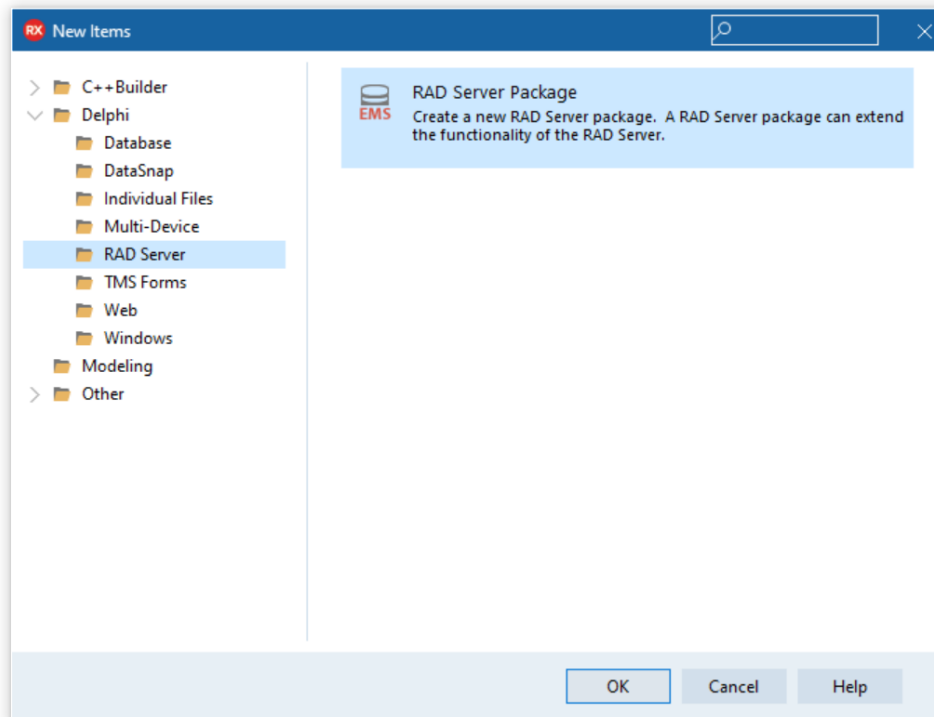 RX New Items
C++Builder
Delphi
Database
DataSnap
Individual Files
Multi-Device
RAD Server
TMS Forms
Web
Windows
Modeling
Other
EMS
RAD Server Package
Create a new RAD Server package. A RAD Server package can extend
the functionality of the RAD Server.
OK
Cancel
Help